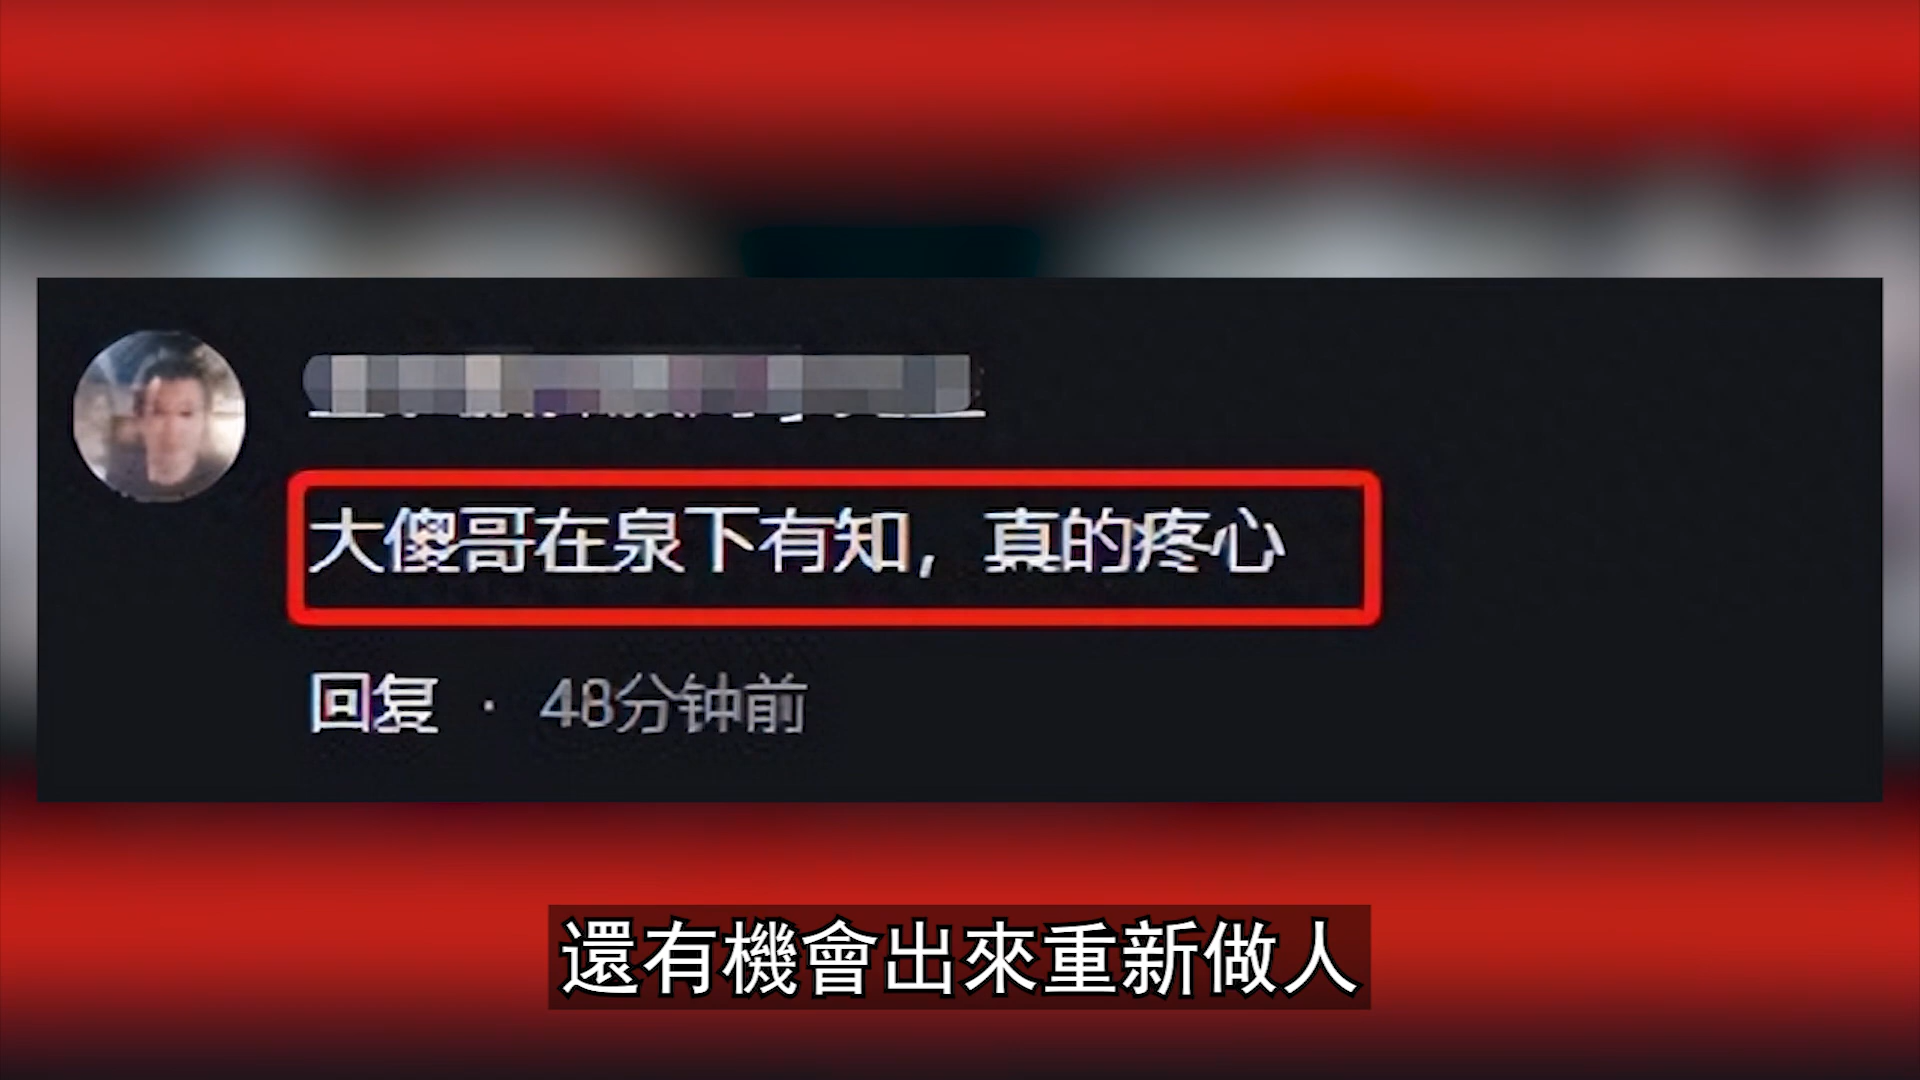 大傻哥在泉下有知，真的疼心
回复 · 48分钟前
還有機會出來重新做人